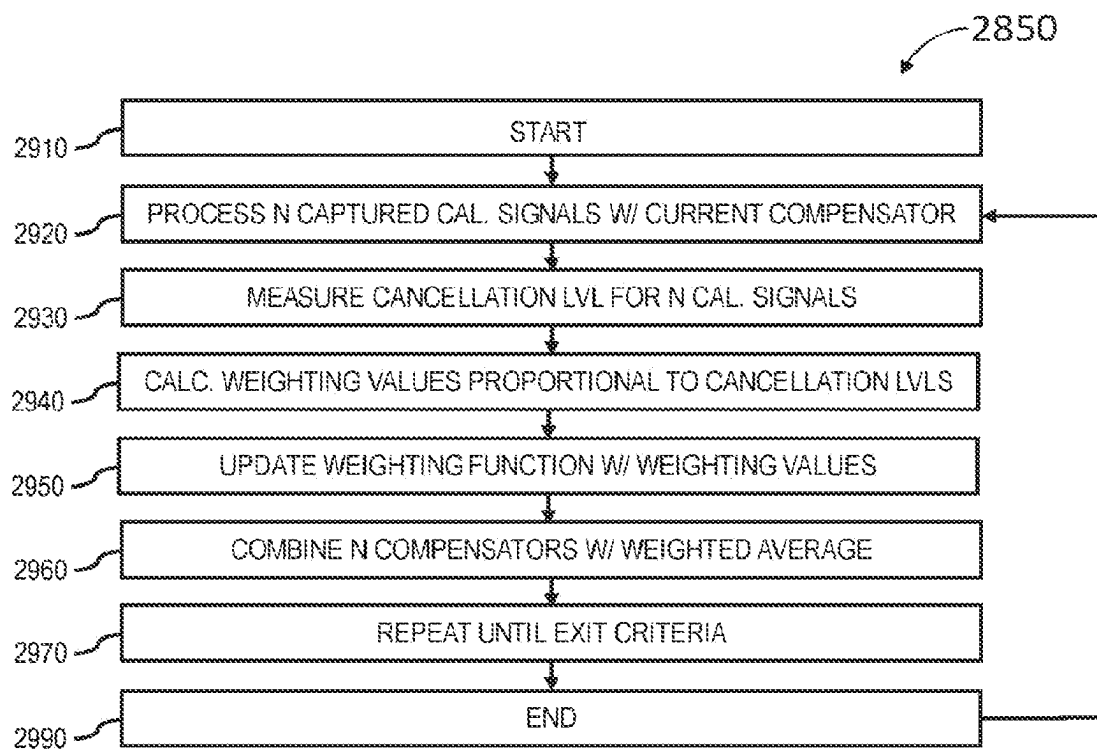 2850
2910 START
2920 PROCESS N CAPTURED CAL. SIGNALS W/ CURRENT COMPENSATOR
2930 MEASURE CANCELLATION LVL FOR N CAL. SIGNALS
2940 CALC. WEIGHTING VALUES PROPORTIONAL TO CANCELLATION LVLS
2950 UPDATE WEIGHTING FUNCTION W/ WEIGHTING VALUES
2960 COMBINE N COMPENSATORS W/ WEIGHTED AVERAGE
2970 REPEAT UNTIL EXIT CRITERIA
2990 END